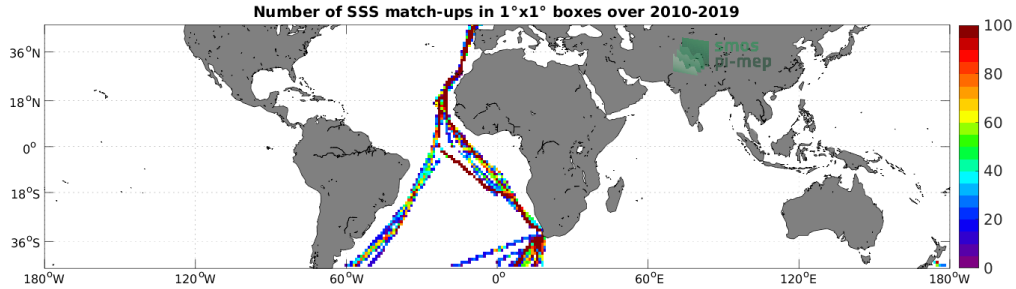 Number of SSS match-ups in 1°x1° boxes over 2010-2019
36°N
18°N
0°
18°S
36°S
180°W
120°W
60°W
0°
60°E
120°E
180°W
smos
pi-mep
100
80
60
40
20
0